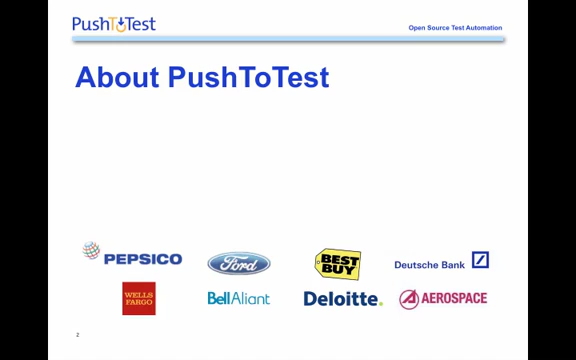 PushToTest
Open Source Test Automation
About PushToTest
PEPSICO
Ford
BEST BUY
Deutsche Bank
WELLS FARGO
BellAliant
Deloitte.
AEROSPACE
2